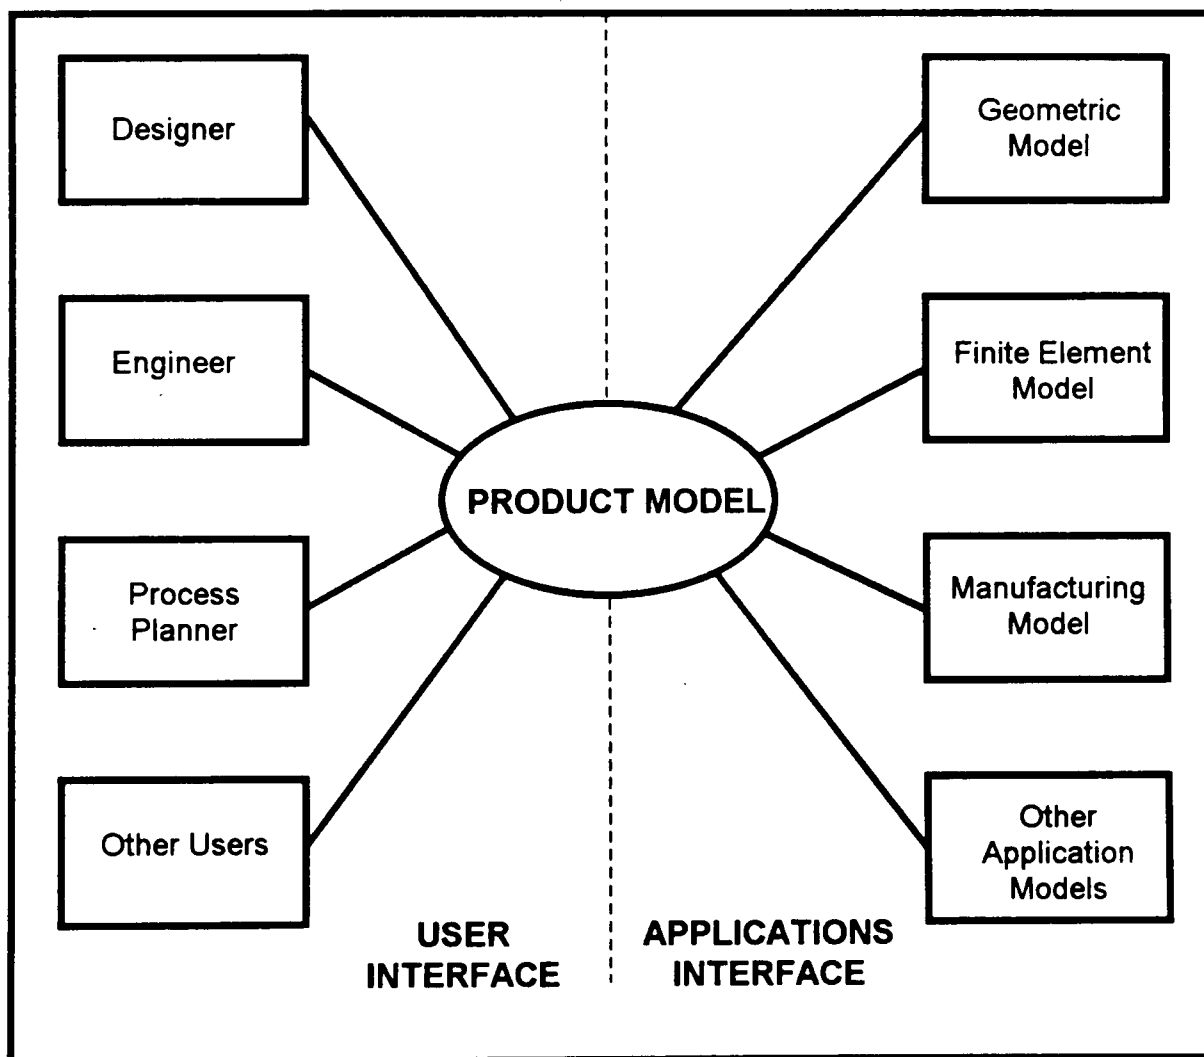 Designer
Engineer
Process
Planner
Other Users
PRODUCT MODEL
Geometric
Model
Finite Element
Model
Manufacturing
Model
Other
Application
Models
USER
INTERFACE
APPLICATIONS
INTERFACE